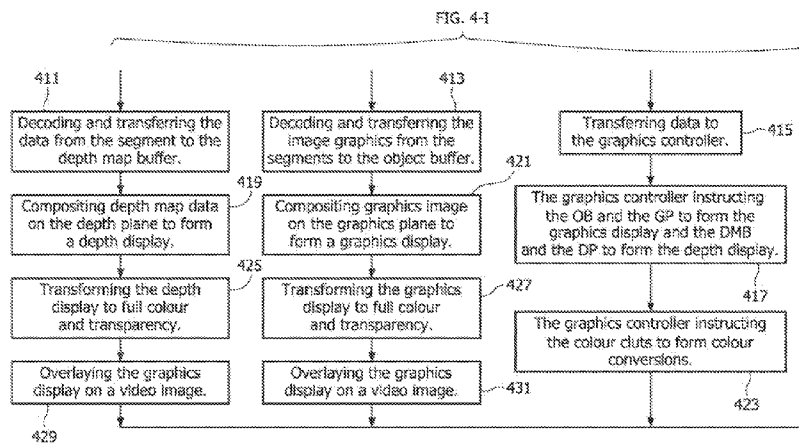 FIG. 4-I
411
Decoding and transferring the
data from the segment to the
depth map buffer.
419
Compositing depth map data
on the depth plane to form
a depth display.
425
Transforming the depth
display to full colour
and transparency.
Overlaying the graphics
display on a video image.
429
413
Decoding and transferring the
image graphics from the
segments to the object buffer.
421
Compositing graphics image
on the graphics plane to
form a graphics display.
427
Transforming the graphics
display to full colour
and transparency.
Overlaying the graphics
display on a video image.
431
Transferring data to
the graphics controller.
415
The graphics controller instructing
the OB and the GP to form the
graphics display and the DMB
and the DP to form the depth display.
417
The graphics controller instructing
the colour cluts to form colour
conversions.
423